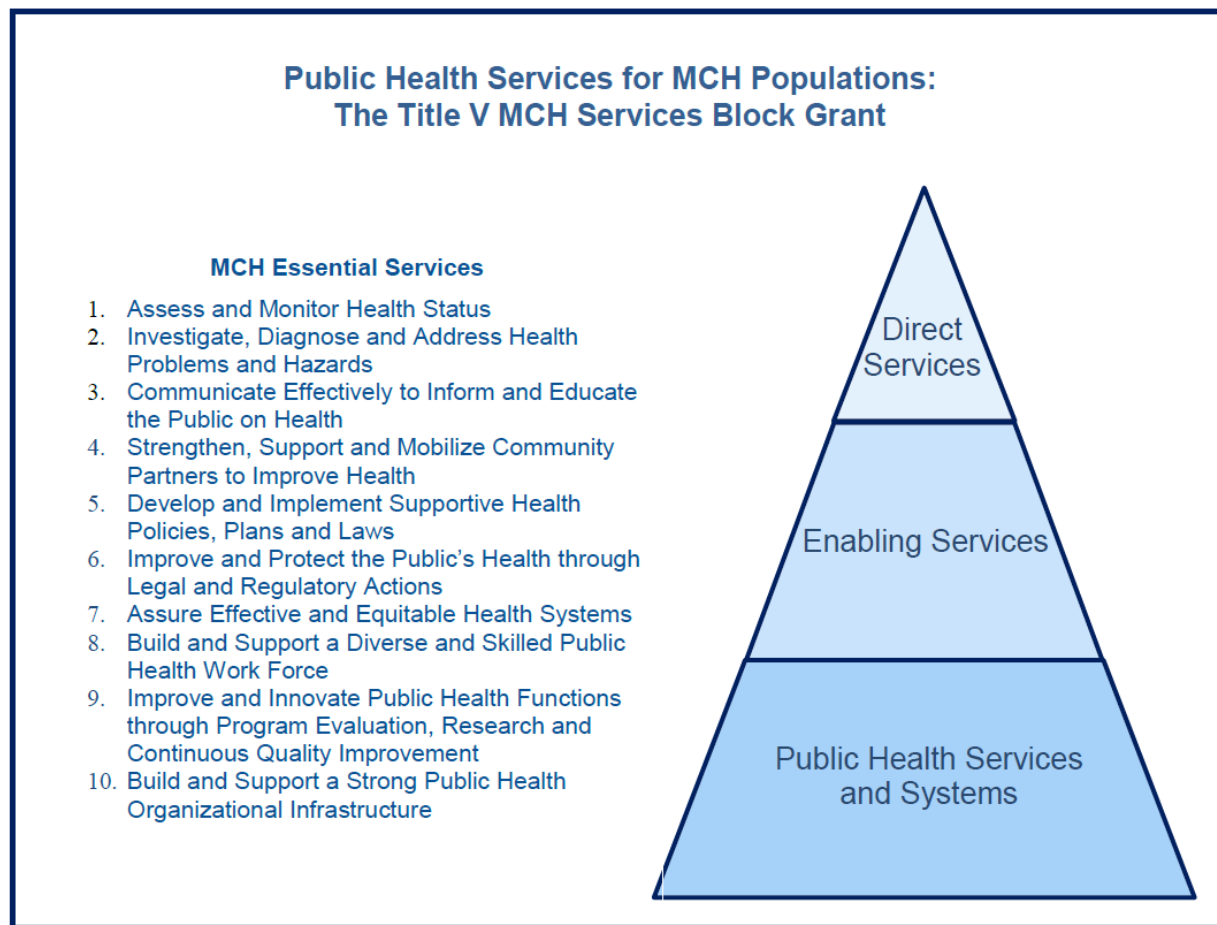 Public Health Services for MCH Populations:
The Title V MCH Services Block Grant
MCH Essential Services
1. Assess and Monitor Health Status
2. Investigate, Diagnose and Address Health
Problems and Hazards
3. Communicate Effectively to Inform and Educate
the Public on Health
4. Strengthen, Support and Mobilize Community
Partners to Improve Health
5. Develop and Implement Supportive Health
Policies, Plans and Laws
6. Improve and Protect the Public’s Health through
Legal and Regulatory Actions
7. Assure Effective and Equitable Health Systems
8. Build and Support a Diverse and Skilled Public
Health Work Force
9. Improve and Innovate Public Health Functions
through Program Evaluation, Research and
Continuous Quality Improvement
10. Build and Support a Strong Public Health
Organizational Infrastructure
Direct
Services
Enabling Services
Public Health Services
and Systems